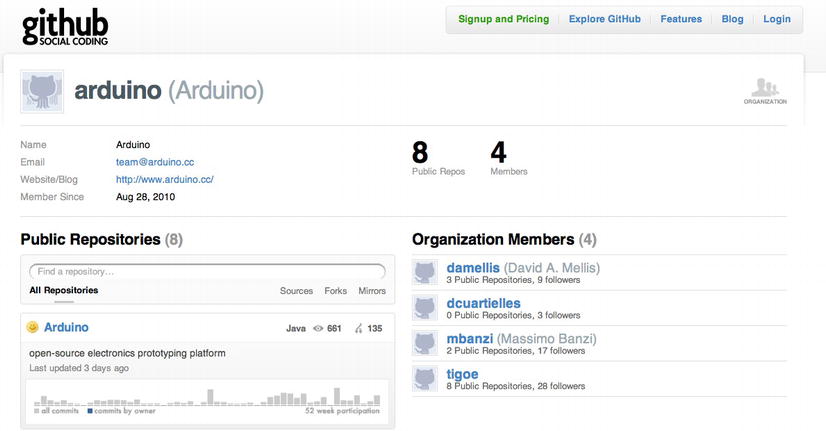 github
SOCIAL CODING
Signup and Pricing
Explore GitHub
Features
Blog
Login
arduino (Arduino)
ORGANIZATION
Name Arduino
Email team@arduino.cc
Website/Blog http://www.arduino.cc/
Member Since Aug 28, 2010
8
Public Repos
4
Members
Public Repositories (8)
Find a repository…
All Repositories
Sources
Forks
Mirrors
Arduino
Java
661
135
open-source electronics prototyping platform
Last updated 3 days ago
all commits
commits by owner
52 week participation
Organization Members (4)
damellis (David A. Mellis)
3 Public Repositories, 9 followers
dcuartielles
0 Public Repositories, 3 followers
mbanzi (Massimo Banzi)
2 Public Repositories, 17 followers
tigoe
8 Public Repositories, 28 followers